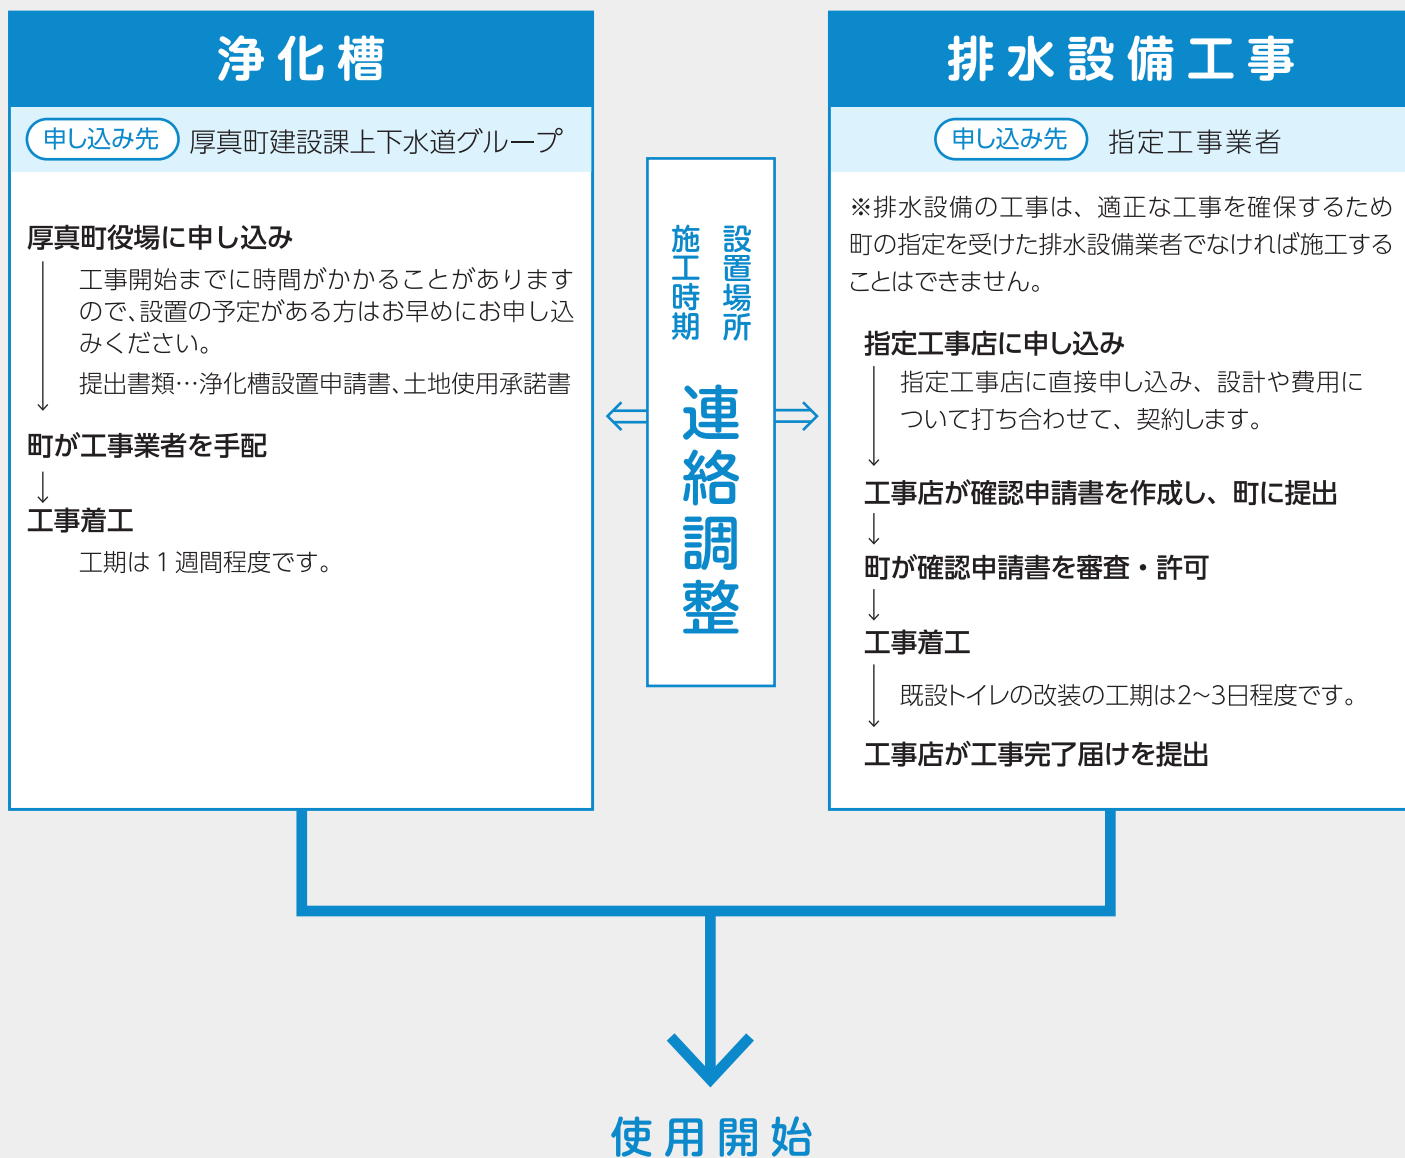 浄化槽
申し込み先 厚真町建設課上下水道グループ
厚真町役場に申し込み
工事開始までに時間がかかることがあります
ので、設置の予定がある方はお早めにお申し込
みください。
提出書類…浄化槽設置申請書、土地使用承諾書
町が工事業者を手配
工事着工
工期は1週間程度です。
設置場所
施工時期
連絡調整
排水設備工事
申し込み先 指定工事業者
※排水設備の工事は、適正な工事を確保するため
町の指定を受けた排水設備業者でなければ施工する
ことはできません。
指定工事店に申し込み
指定工事店に直接申し込み、設計や費用に
ついて打ち合わせて、契約します。
工事店が確認申請書を作成し、町に提出
町が確認申請書を審査・許可
工事着工
既設トイレの改装の工期は2~3日程度です。
工事店が工事完了届けを提出
使用開始